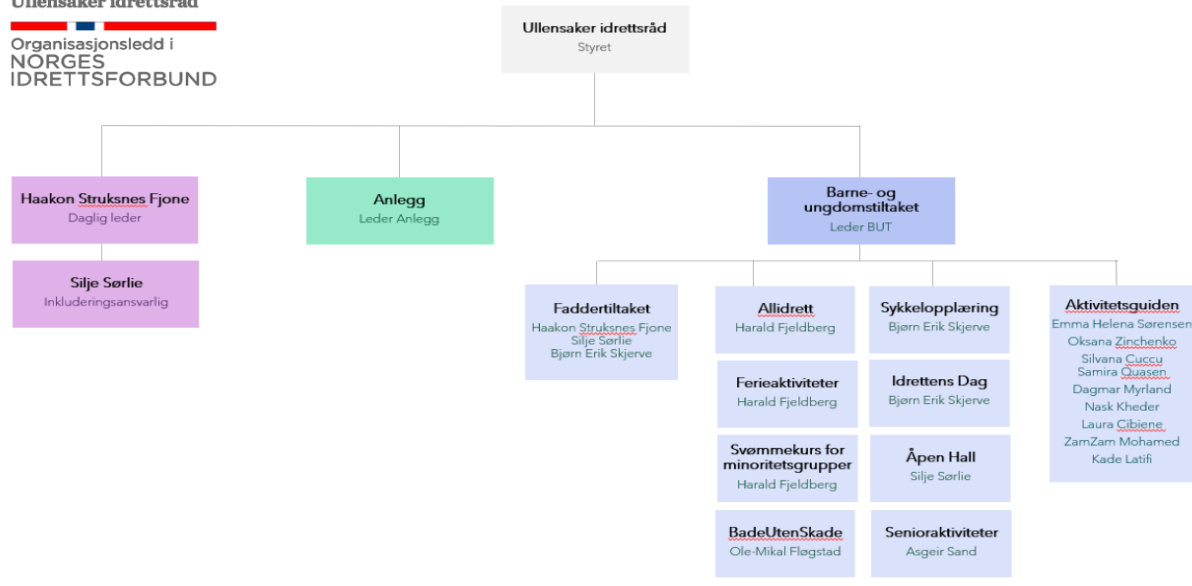 Ullensaker idrettsråd
Organisasjonsledd i
NORGES
IDRETTSFORBUND
Ullensaker idrettsråd
Styret
Haakon Struksnes Fjone
Daglig leder
Silje Sørlie
Inkluderingsansvarlig
Anlegg
Leder Anlegg
Barne- og
ungdomstiltaket
Leder BUT
Faddertiltaket
Haakon Struksnes Fjone
Silje Sørlie
Bjørn Erik Skjerve
Allidrett
Harald Fjeldberg
Ferieaktiviteter
Harald Fjeldberg
Svømmekurs for
minoritetsgrupper
Harald Fjeldberg
BadeUtenSkade
Ole-Mikal Fløgstad
Sykkelopplæring
Bjørn Erik Skjerve
Idrettens Dag
Bjørn Erik Skjerve
Åpen Hall
Silje Sørlie
Senioraktiviteter
Asgeir Sand
Aktivitetsguiden
Emma Helena Sørensen
Oksana Zinchenko
Silvana Cuccu
Samira Quasen
Dagmar Myrland
Nask Kheder
Laura Cibiene
ZamZam Mohamed
Kade Latifi